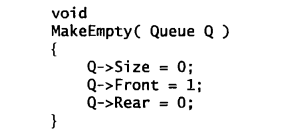 void
MakeEmpty( Queue Q )
{
    Q->Size = 0;
    Q->Front = 1;
    Q->Rear = 0;
}